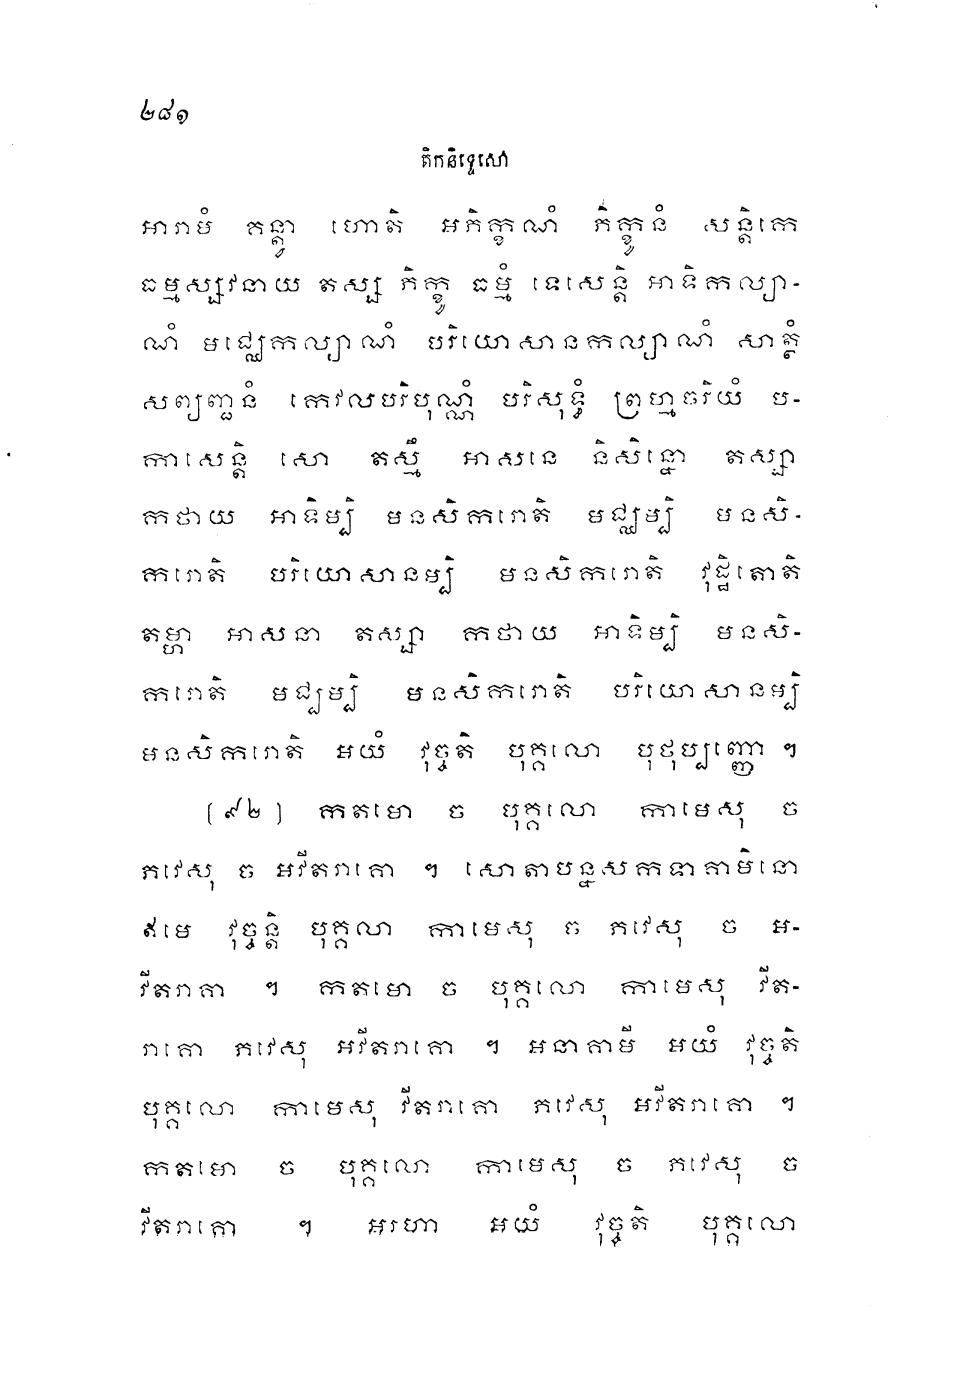 ២៨១
តិកនិទ្ទេសោ
អារាមំ គន្ត្វា ហោតិ អភិក្ខណំ ភិក្ខូនំ សន្តិកេ
ធម្មស្សវនាយ តស្ស ភិក្ខូ ធម្មំ ទេសេន្តិ អាទិកល្យា-
ណំ មជ្ឈេកល្យាណំ បរិយោសានកល្យាណំ សាត្ថំ
សព្យញ្ជនំ កេវលបរិបុណ្ណំ បរិសុទ្ធំ ព្រហ្មចរិយំ ប-
កាសេន្តិ សោ តស្មឹ អាសនេ និសិន្នោ តស្សា
កថាយ អាទិម្បិ មនសិករោតិ មជ្ឈម្បិ មនសិ-
ករោតិ បរិយោសានម្បិ មនសិករោតិ វុដ្ឋិតោតិ
តម្ហា អាសនា តស្សា កថាយ អាទិម្បិ មនសិ-
ករោតិ មជ្ឈម្បិ មនសិករោតិ បរិយោសានម្បិ
មនសិករោតិ អយំ វុច្ចតិ បុគ្គលោ បុថុប្បញ្ញោ ។
(៩២) កតមោ ច បុគ្គលោ កាមេសុ ច
ភវេសុ ច អវីតរាគោ ។ សោតាបន្នសកទាគាមិនោ
ឥមេ វុច្ចន្តិ បុគ្គលា កាមេសុ ច ភវេសុ ច អ-
វីតរាគា ។ កតមោ ច បុគ្គលោ កាមេសុ វីត-
រាគោ ភវេសុ អវីតរាគោ ។ អនាគាមី អយំ វុច្ចតិ
បុគ្គលោ កាមេសុ វីតរាគោ ភវេសុ អវីតរាគោ ។
កតមោ ច បុគ្គលោ កាមេសុ ច ភវេសុ ច
វីតរាគោ ។ អរហា អយំ វុច្ចតិ បុគ្គលោ